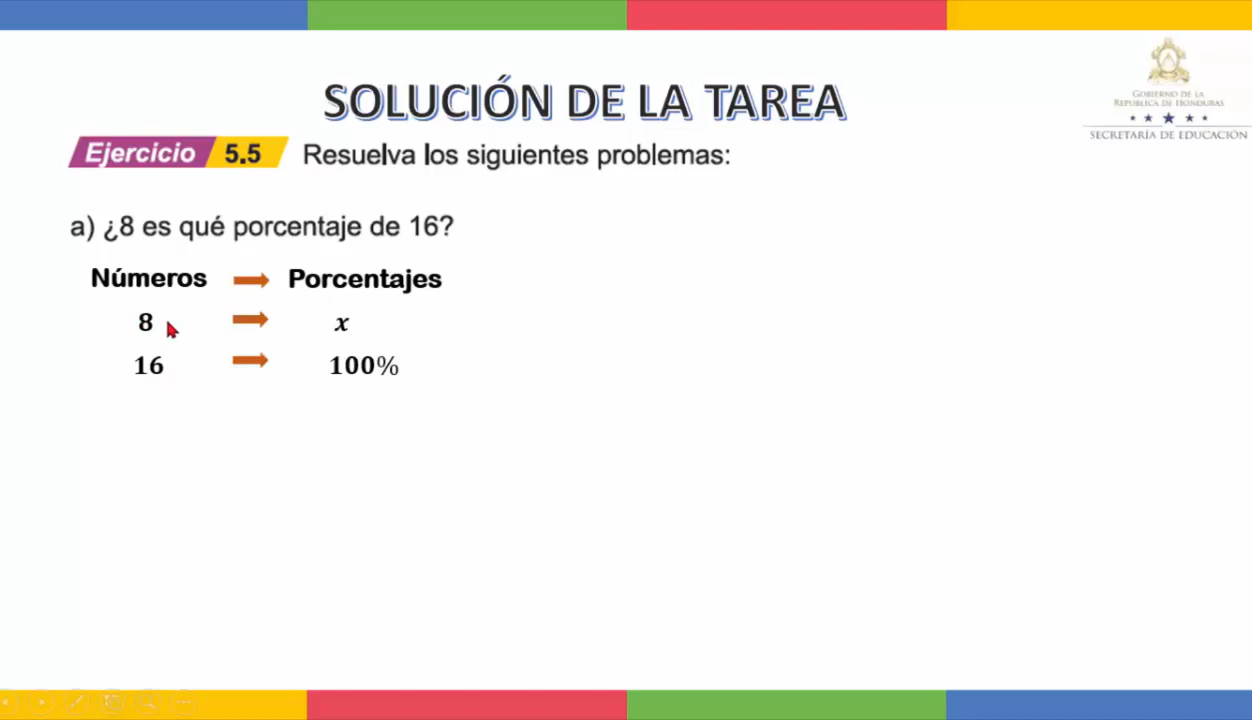 SOLUCIÓN DE LA TAREA
GOBIERNO DE LA
REPÚBLICA DE HONDURAS
SECRETARÍA DE EDUCACIÓN
Ejercicio 5.5 Resuelva los siguientes problemas:
a) ¿8 es qué porcentaje de 16?
Números ➡ Porcentajes
8 ➡ x
16 ➡ 100%